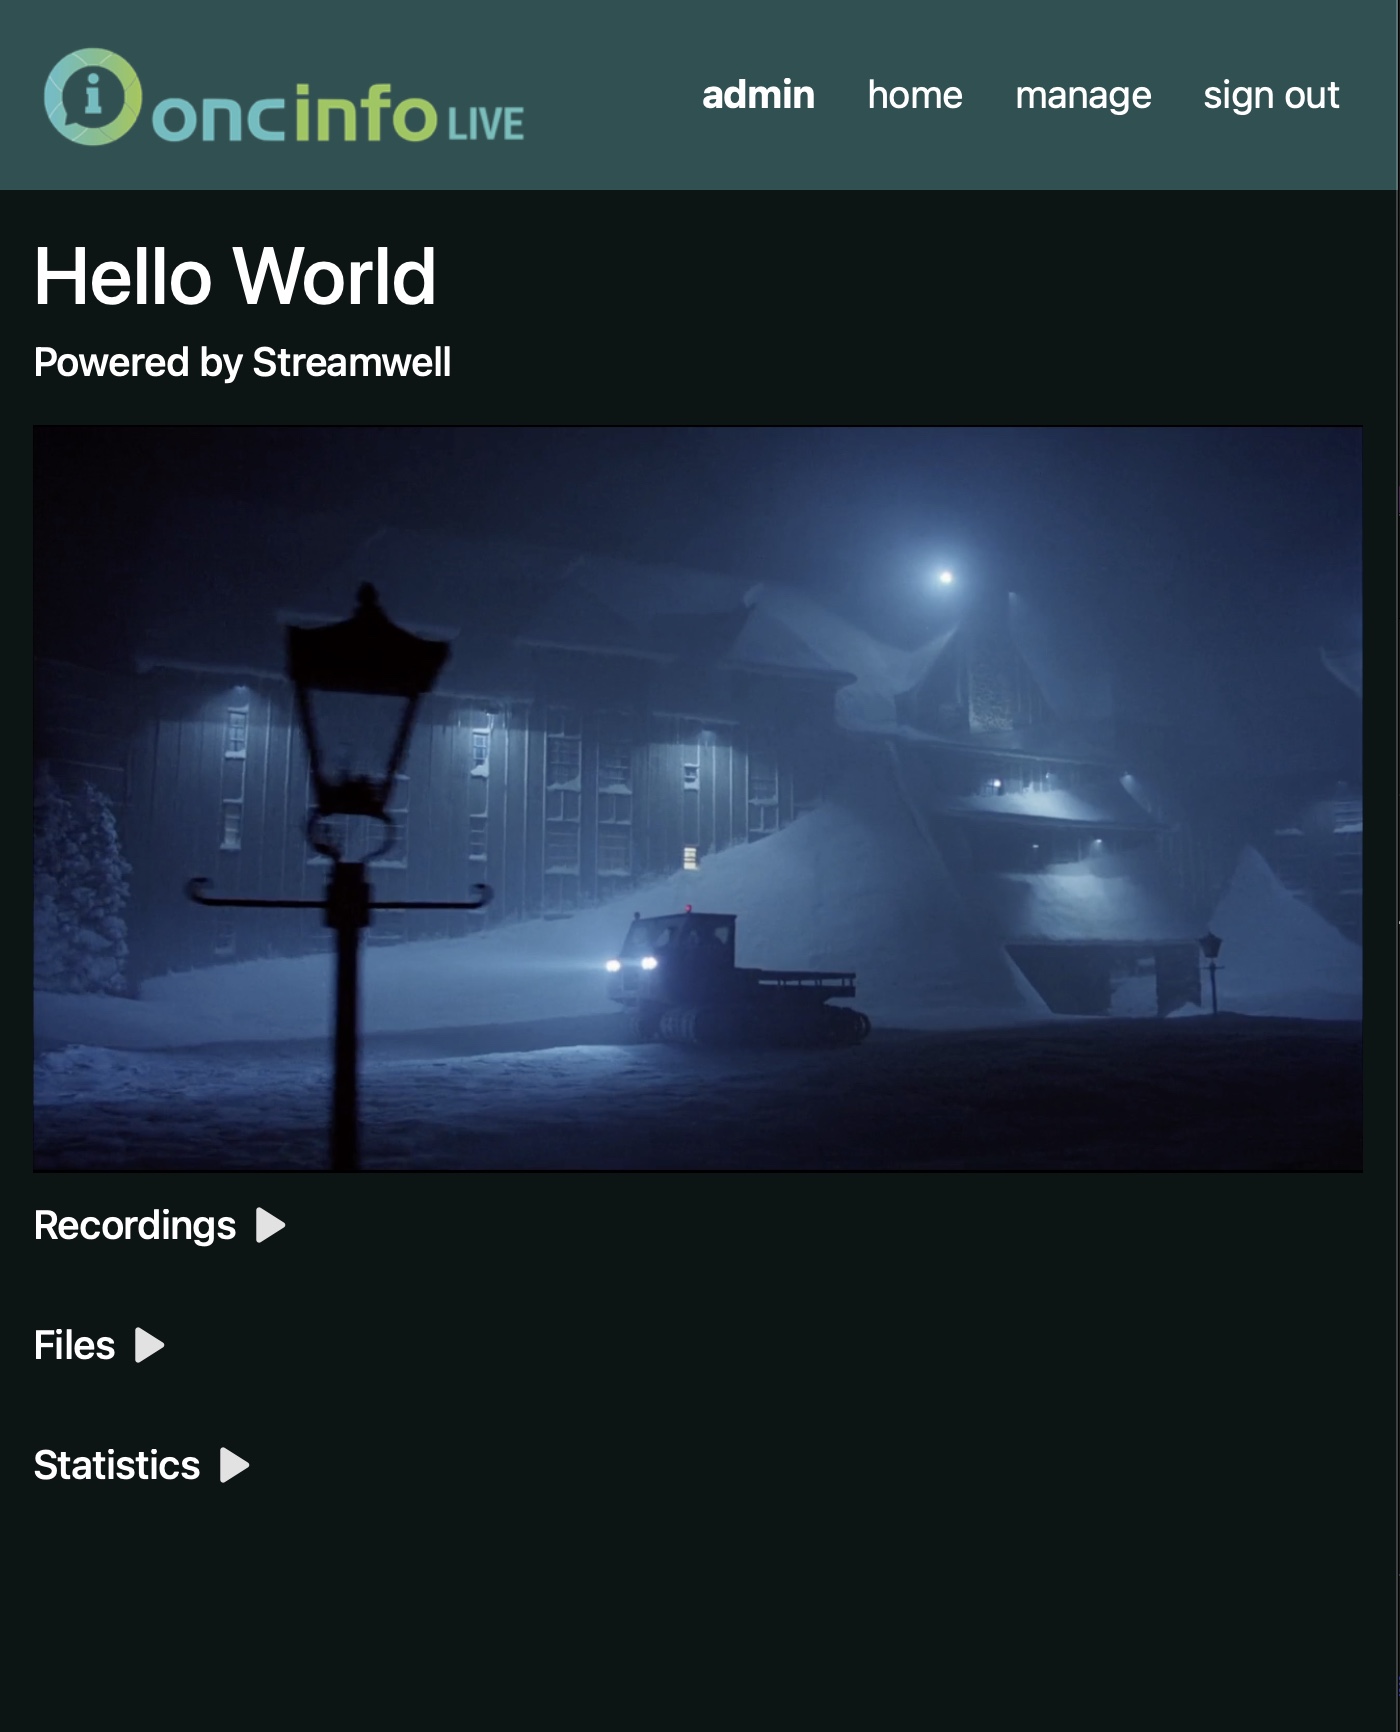 i oncinfo LIVE
admin home manage sign out
Hello World
Powered by Streamwell
Recordings
Files
Statistics